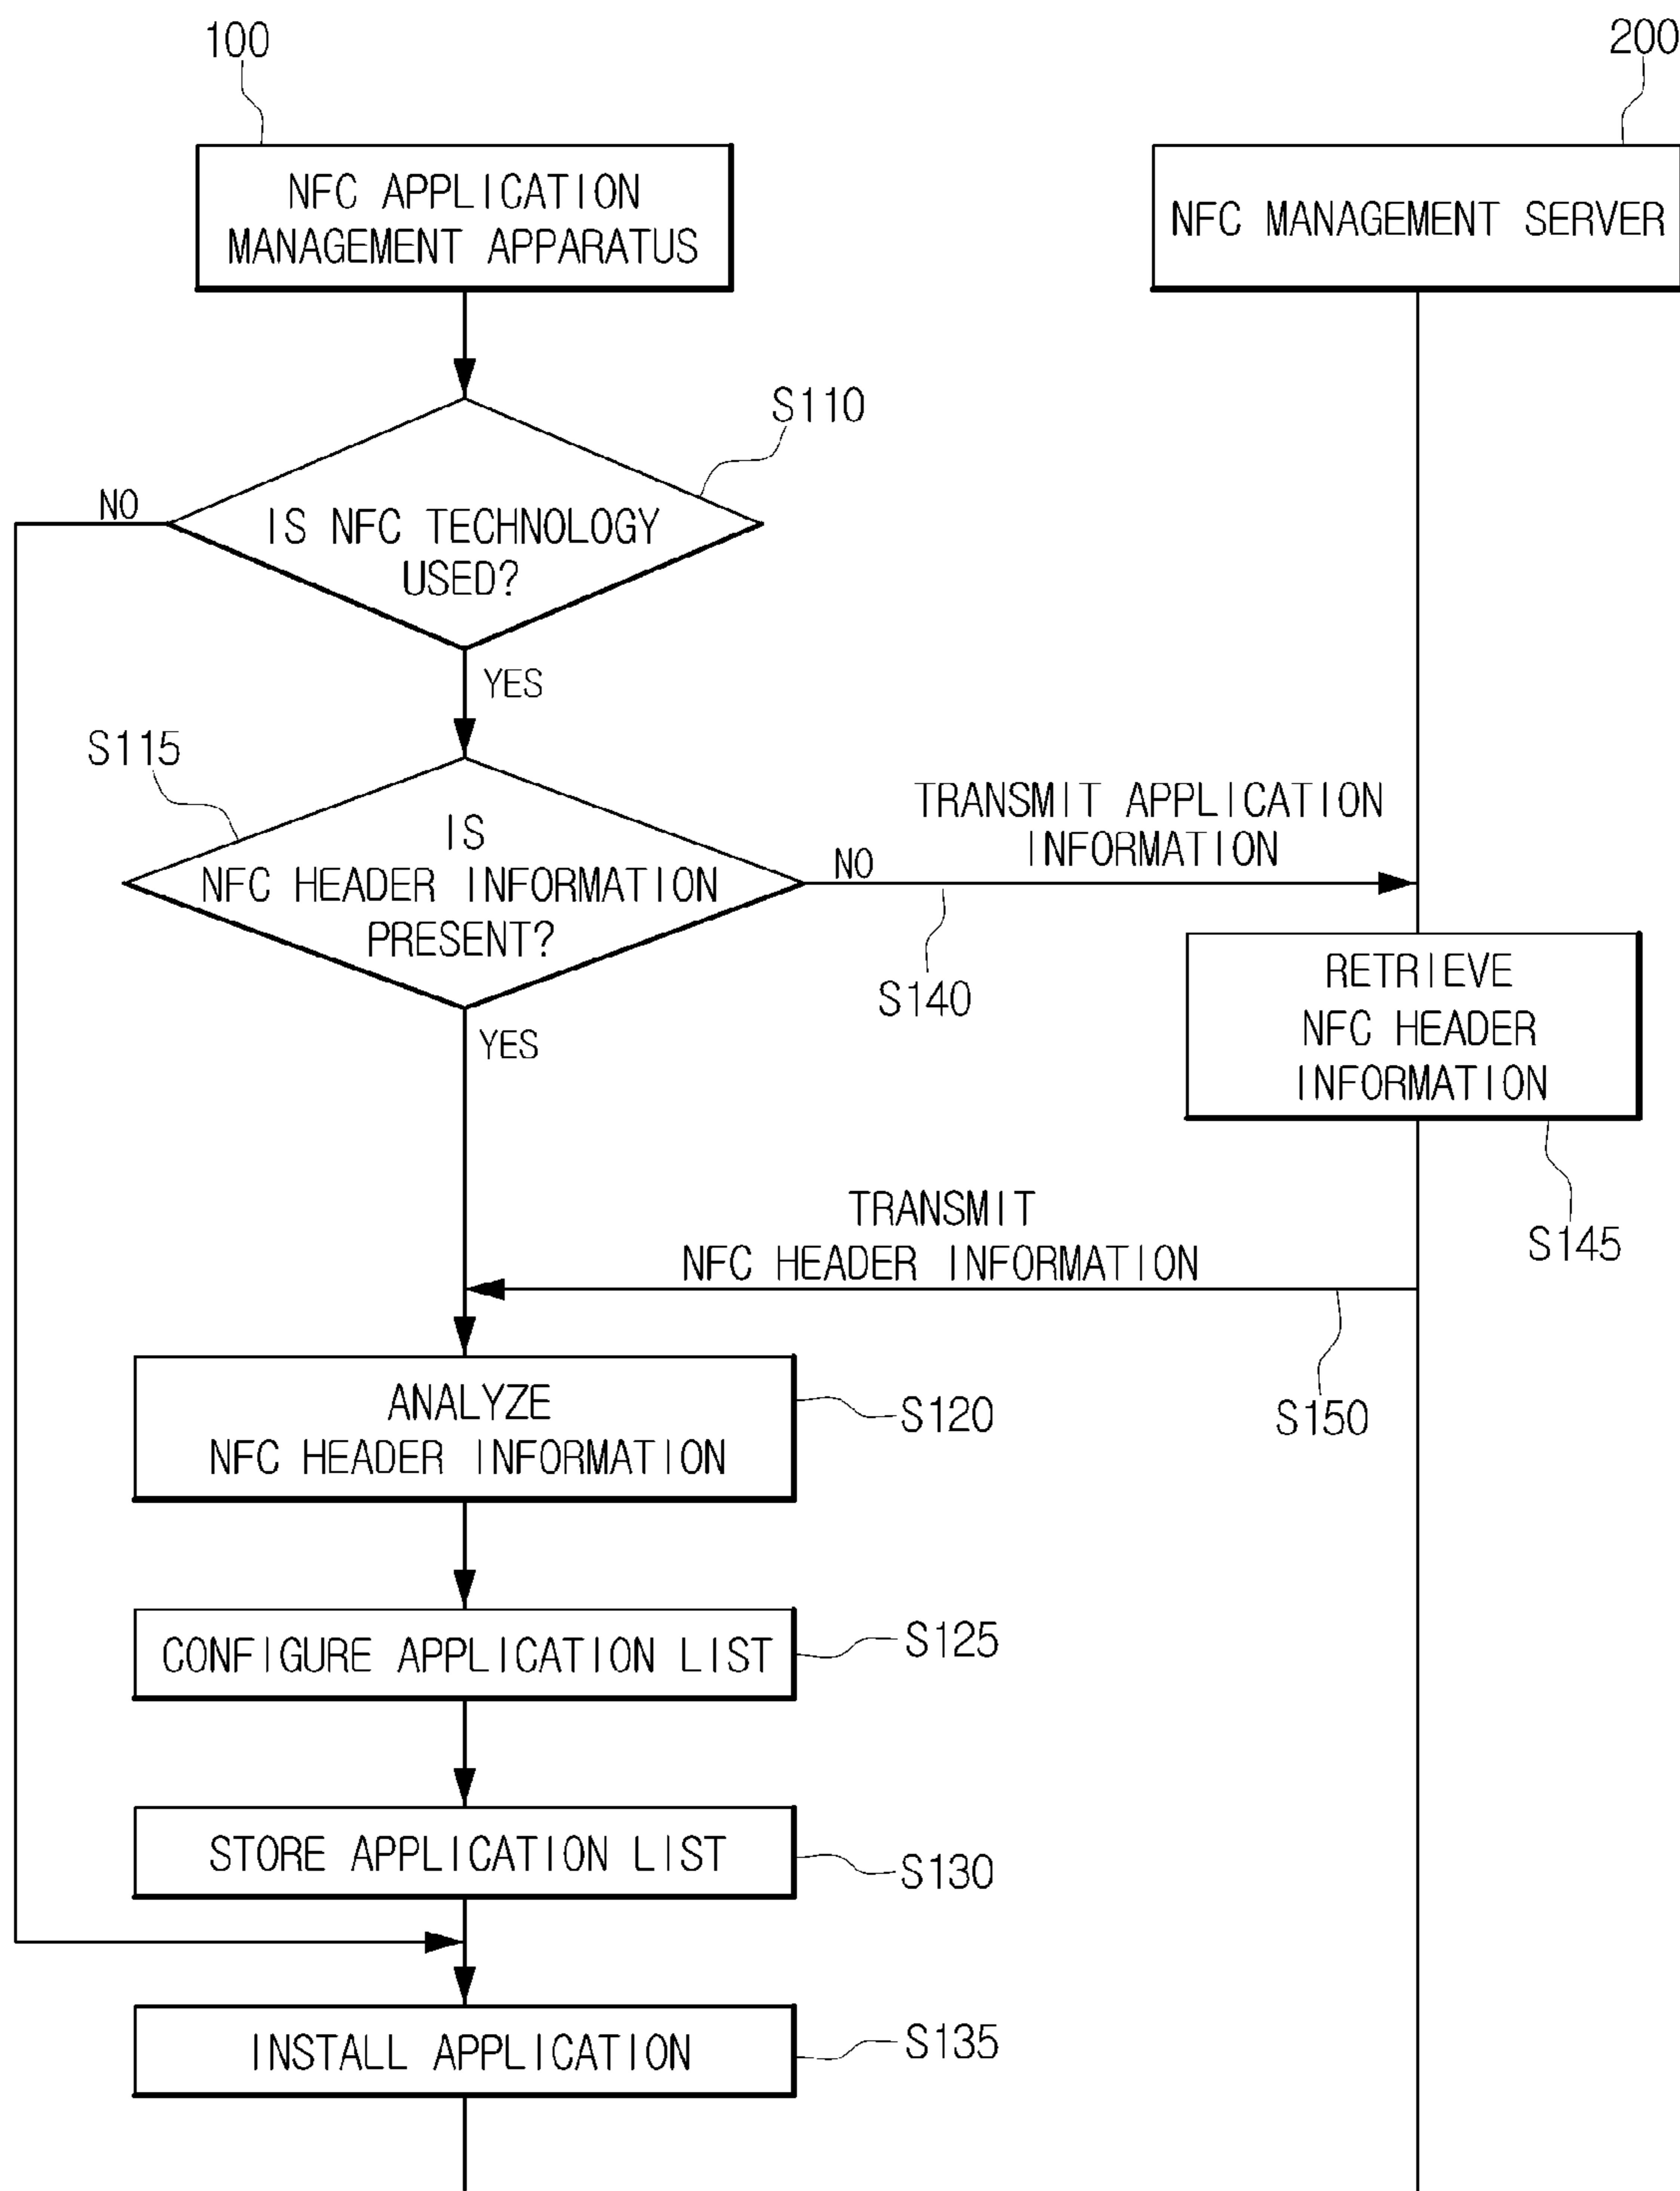 100
200
NFC APPLICATION
MANAGEMENT APPARATUS
NFC MANAGEMENT SERVER
S110
NO
IS NFC TECHNOLOGY
USED?
YES
S115
IS
NFC HEADER INFORMATION
PRESENT?
NO
TRANSMIT APPLICATION
INFORMATION
S140
RETRIEVE
NFC HEADER
INFORMATION
YES
S145
TRANSMIT
NFC HEADER INFORMATION
S150
ANALYZE
NFC HEADER INFORMATION
S120
CONFIGURE APPLICATION LIST
S125
STORE APPLICATION LIST
S130
INSTALL APPLICATION
S135